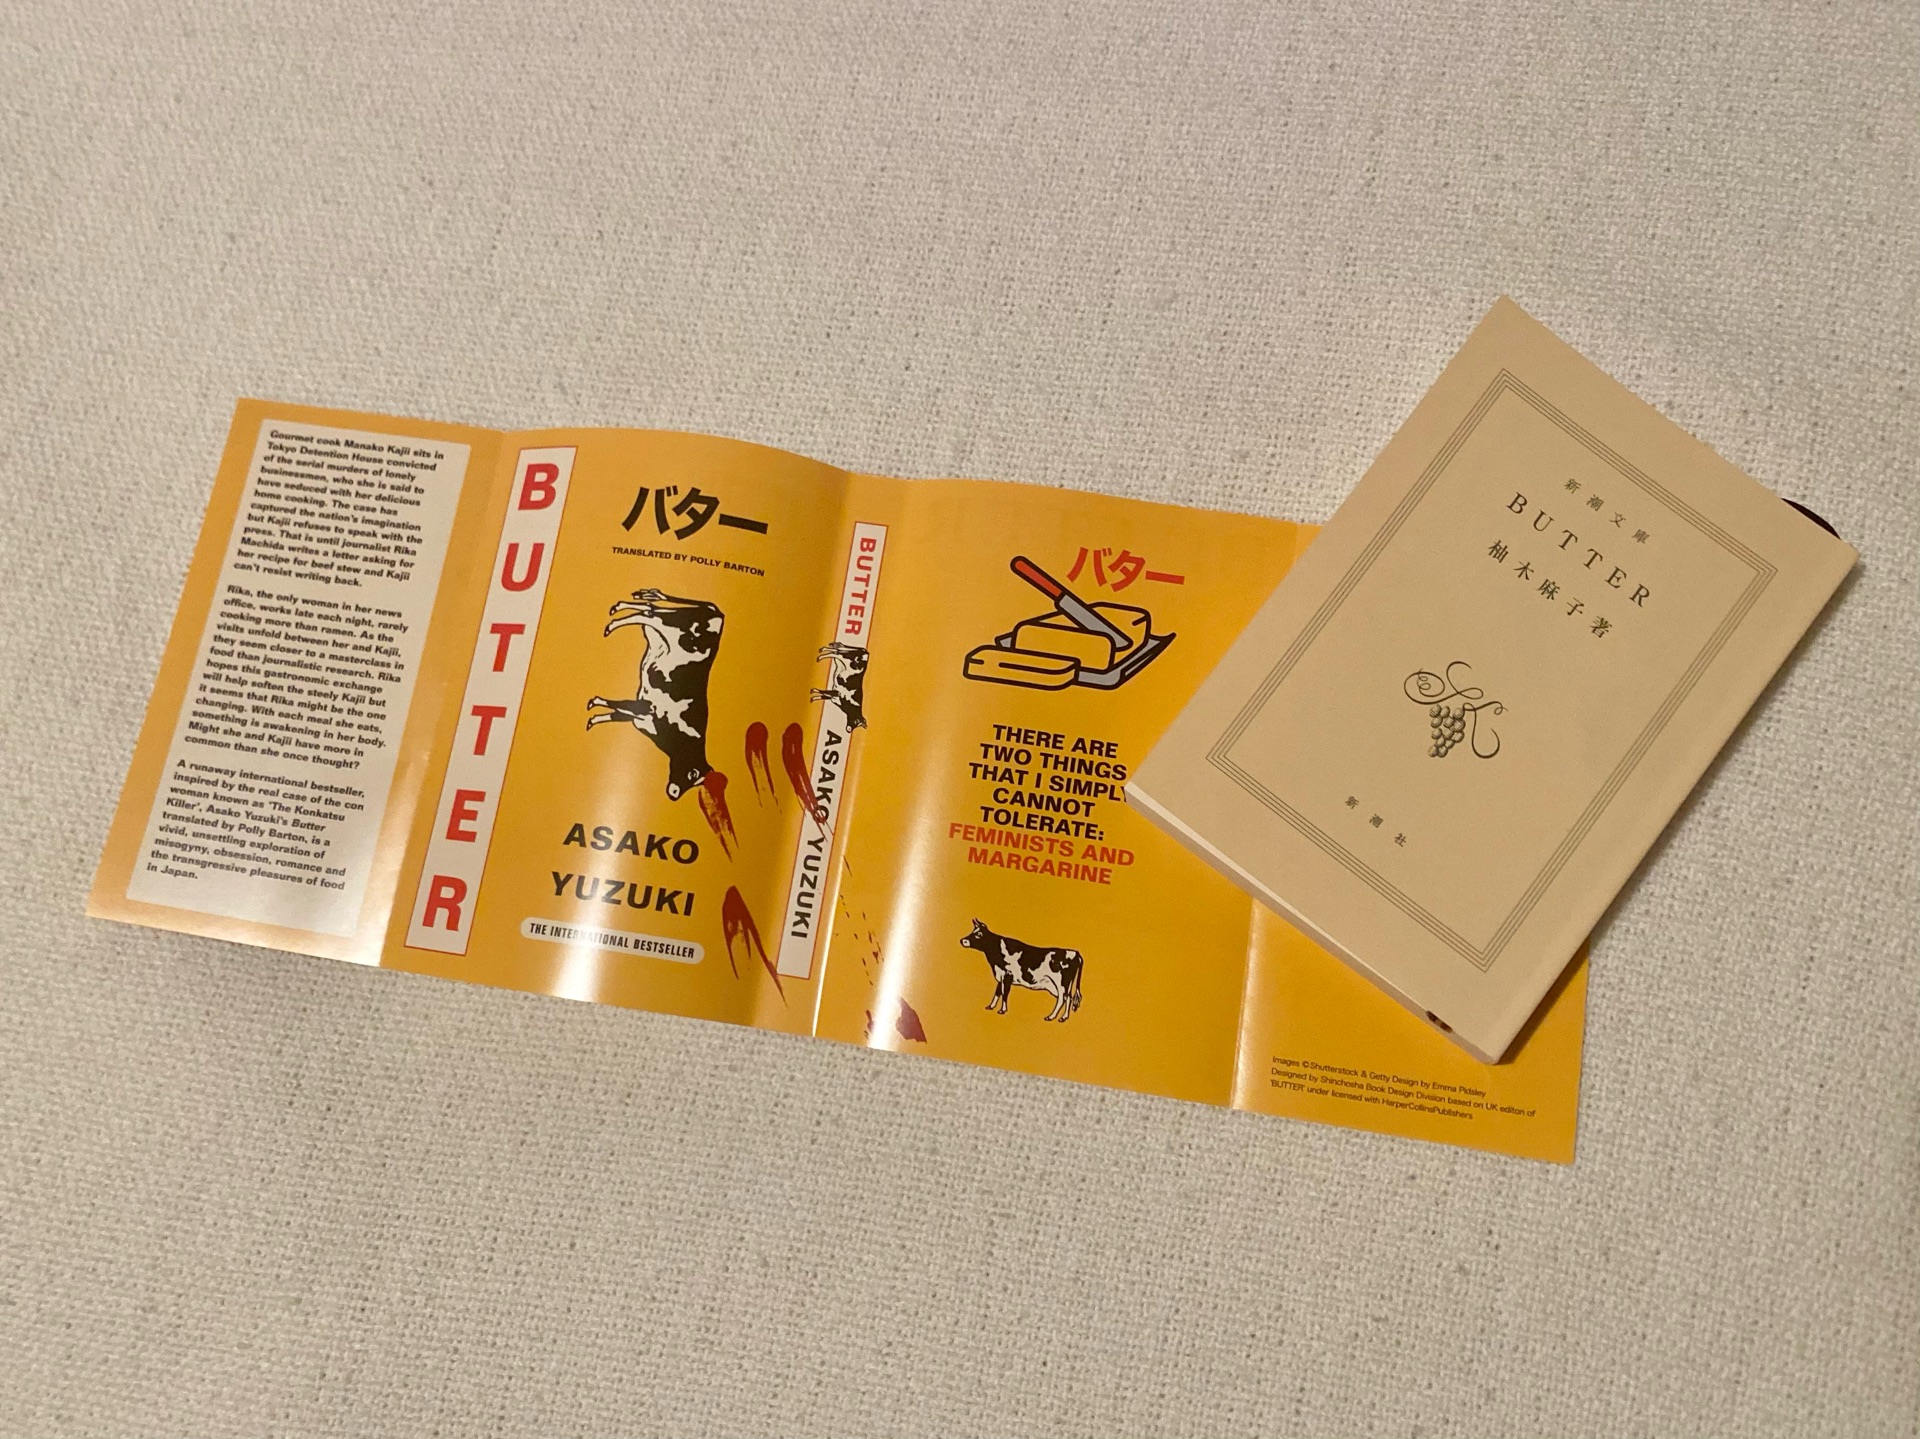 Gourmet cook Manako Kajii sits in
Tokyo Detention House convicted
of the serial murders of lonely
businessmen, who she is said to
have seduced with her delicious
home cooking. The case has
captured the nation's imagination
but Kajii refuses to speak with the
press. That is until journalist Rika
Machida writes a letter asking for
her recipe for beef stew and Kajii
can't resist writing back.
Rika, the only woman in her news
office, works late each night, rarely
cooking more than ramen. As the
visits unfold between her and Kajii,
they seem closer to a masterclass in
food than journalistic research. Rika
hopes this gastronomic exchange
will help soften the steely Kajii but
it seems that Rika might be the one
changing. With each meal she eats,
something is awakening in her body.
Might she and Kajii have more in
common than she once thought?
A runaway international bestseller,
inspired by the real case of the con
woman known as 'The Konkatsu
Killer', Asako Yuzuki's Butter
translated by Polly Barton, is a
vivid, unsettling exploration of
misogyny, obsession, romance and
the transgressive pleasures of food
in Japan.
BUTTER
バター
TRANSLATED BY POLLY BARTON
ASAKO
YUZUKI
THE INTERNATIONAL BESTSELLER
BUTTER
ASAKO YUZUKI
バター
THERE ARE
TWO THINGS
THAT I SIMPLY
CANNOT
TOLERATE:
FEMINISTS AND
MARGARINE
Images ©Shutterstock & Getty Design by Emma Pidsley
Designed by Shinchosha Book Design Division based on UK editon of
'BUTTER' under licensed with HarperCollinsPublishers
新潮文庫
BUTTER
柚木麻子著
新潮社